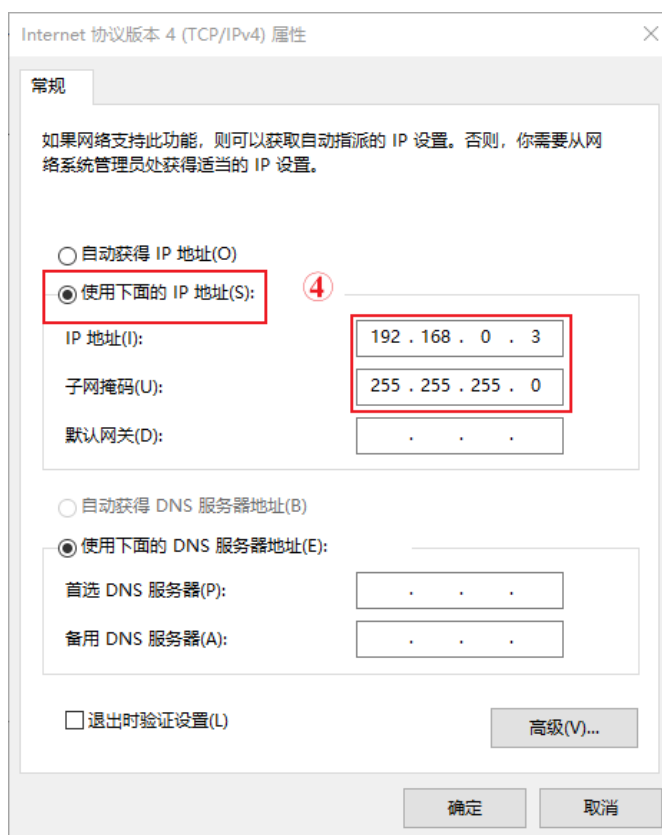 Internet 协议版本 4 (TCP/IPv4) 属性
常规
如果网络支持此功能，则可以获取自动指派的 IP 设置。否则，你需要从网
络系统管理员处获得适当的 IP 设置。
自动获得 IP 地址(O)
使用下面的 IP 地址(S):
④
IP 地址(I):
192 . 168 . 0 . 3
子网掩码(U):
255 . 255 . 255 . 0
默认网关(D):
. . .
自动获得 DNS 服务器地址(B)
使用下面的 DNS 服务器地址(E):
首选 DNS 服务器(P):
. . .
备用 DNS 服务器(A):
. . .
退出时验证设置(L)
高级(V)...
确定
取消